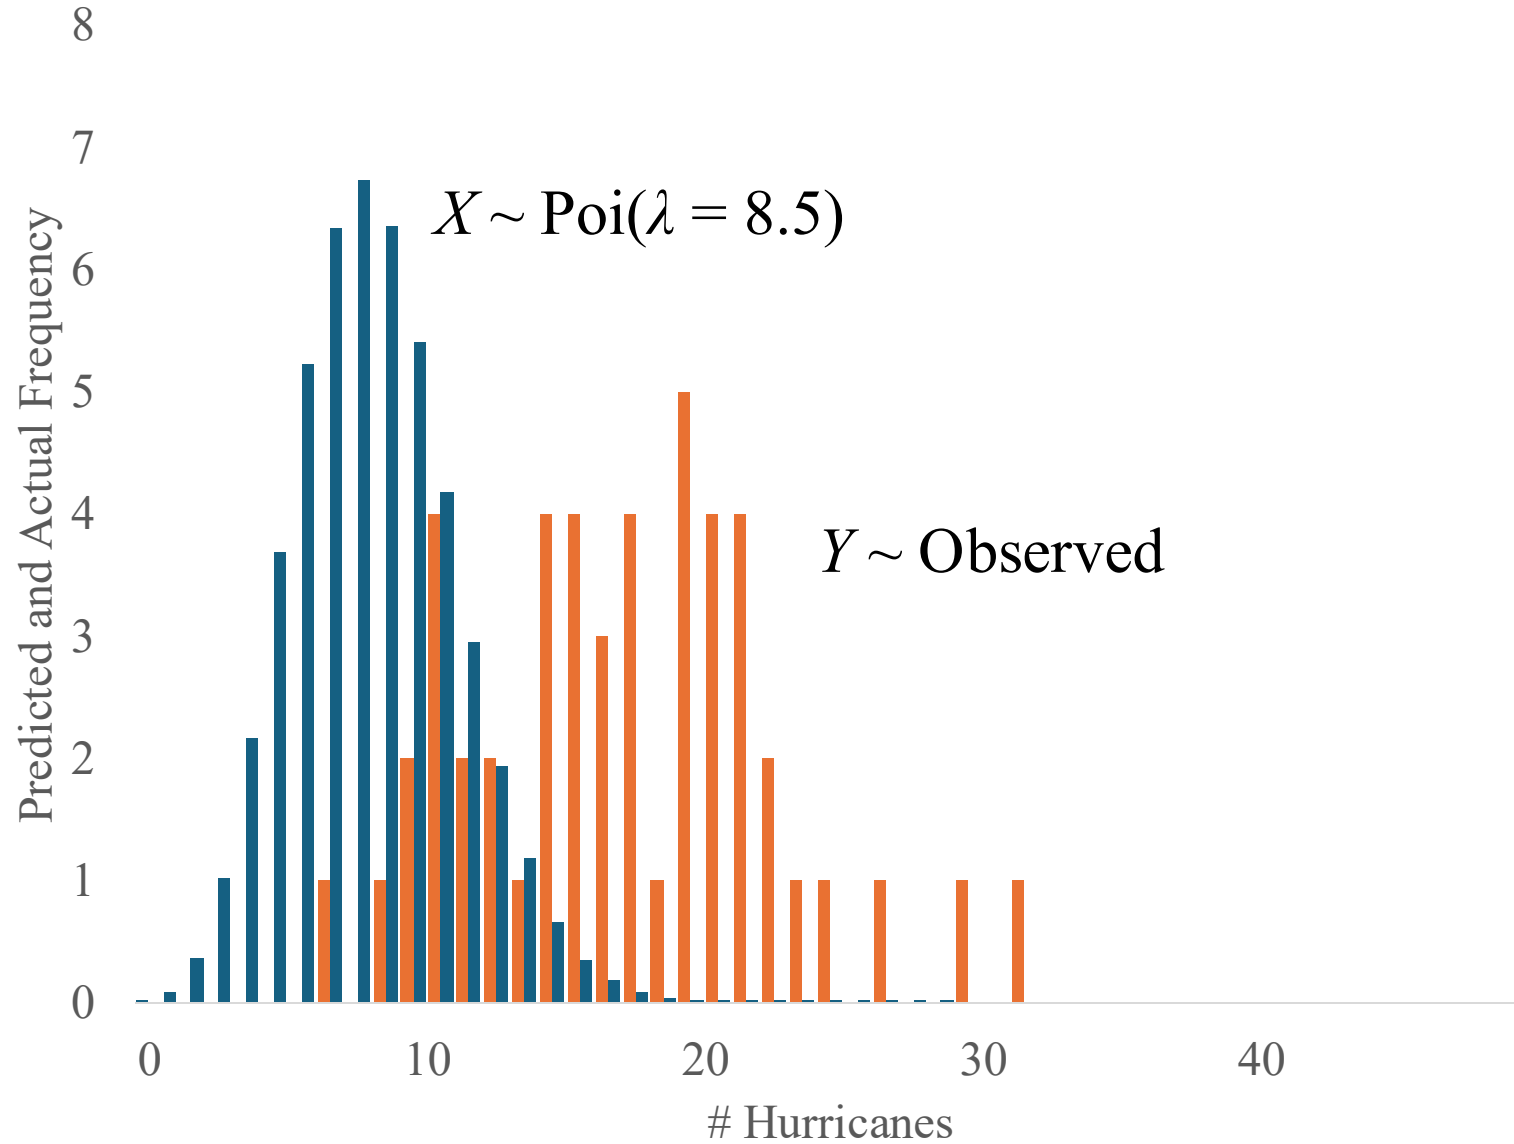 8
7
X ~ Poi(λ = 8.5)
6
5
4
Y ~ Observed
3
2
1
0
Predicted and Actual Frequency
0 10 20 30 40
# Hurricanes